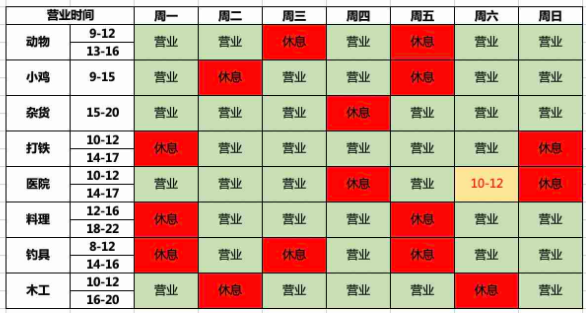 营业时间 周一 周二 周三 周四 周五 周六 周日
动物 9-12 营业 营业 休息 营业 休息 营业 营业
13-16
小鸡 9-15 营业 休息 营业 营业 休息 营业 营业
杂货 15-20 营业 营业 营业 休息 营业 营业 营业
打铁 10-12 休息 营业 营业 营业 营业 营业 休息
14-17
医院 10-12 营业 营业 营业 休息 营业 10-12 休息
14-17
料理 12-16 休息 营业 营业 营业 休息 营业 营业
18-22
钓具 8-12 休息 营业 休息 营业 休息 营业 营业
14-16
木工 10-12 营业 休息 营业 营业 营业 休息 营业
16-20